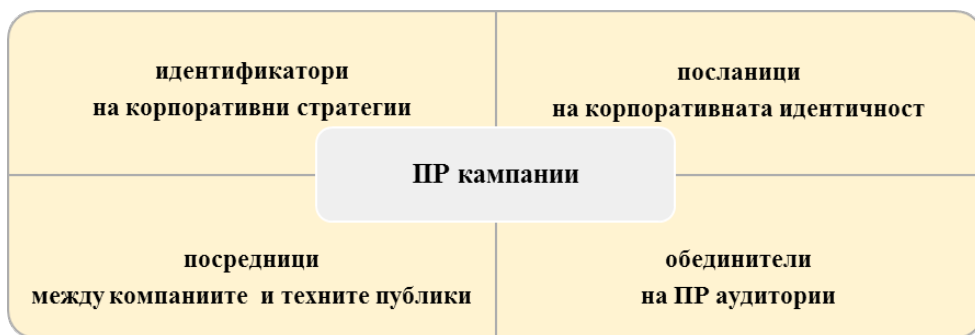 идентификатори
на корпоративни стратегии
посланици
на корпоративната идентичност
ПР кампании
посредници
между компаниите и техните публики
обединители
на ПР аудитории